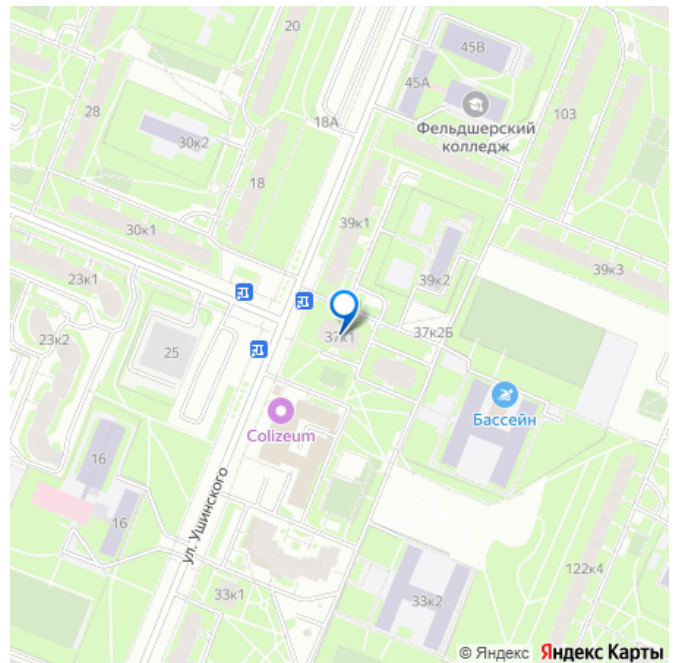 20
45В
45А
18А
28
Фельдшерский
колледж
103
30к2
18
39к1
30к1
39к2
39к3
23к1
37к1
37к2Б
23к2
25
Бассейн
Colizeum
16
16
ул. Ушинского
122к4
33к1
33к2
© Яндекс Яндекс Карты